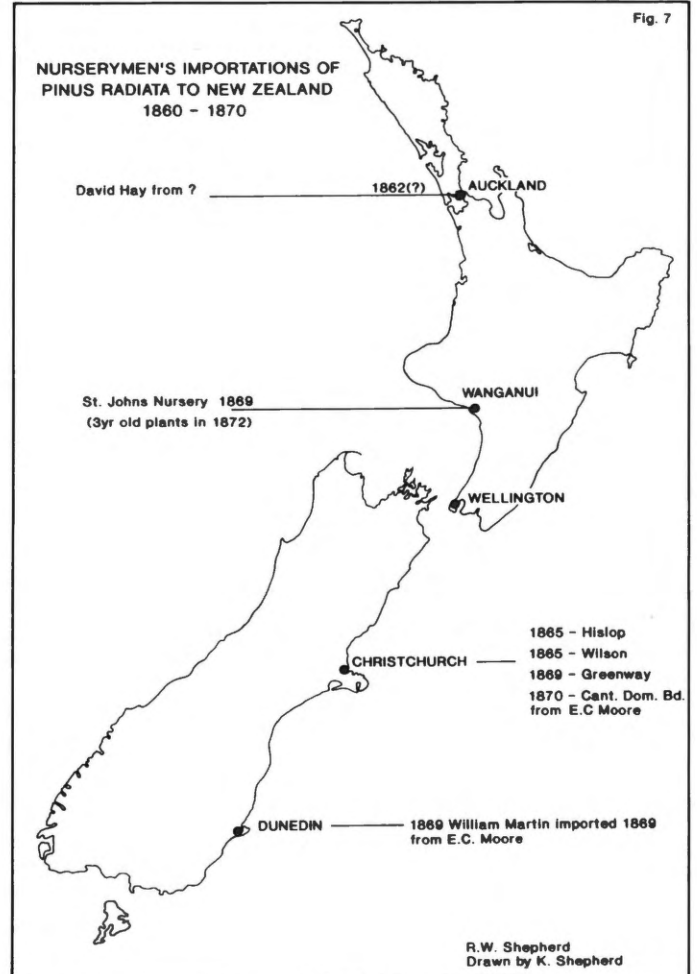 Fig. 7
NURSERYMEN'S IMPORTATIONS OF
PINUS RADIATA TO NEW ZEALAND
1860 - 1870
David Hay from ?
1862(?)
AUCKLAND
St. Johns Nursery 1869
(3yr old plants in 1872)
WANGANUI
WELLINGTON
CHRISTCHURCH
1865 - Hislop
1865 - Wilson
1869 - Greenway
1870 - Cant. Dom. Bd.
from E.C Moore
DUNEDIN
1869 William Martin imported 1869
from E.C. Moore
R.W. Shepherd
Drawn by K. Shepherd